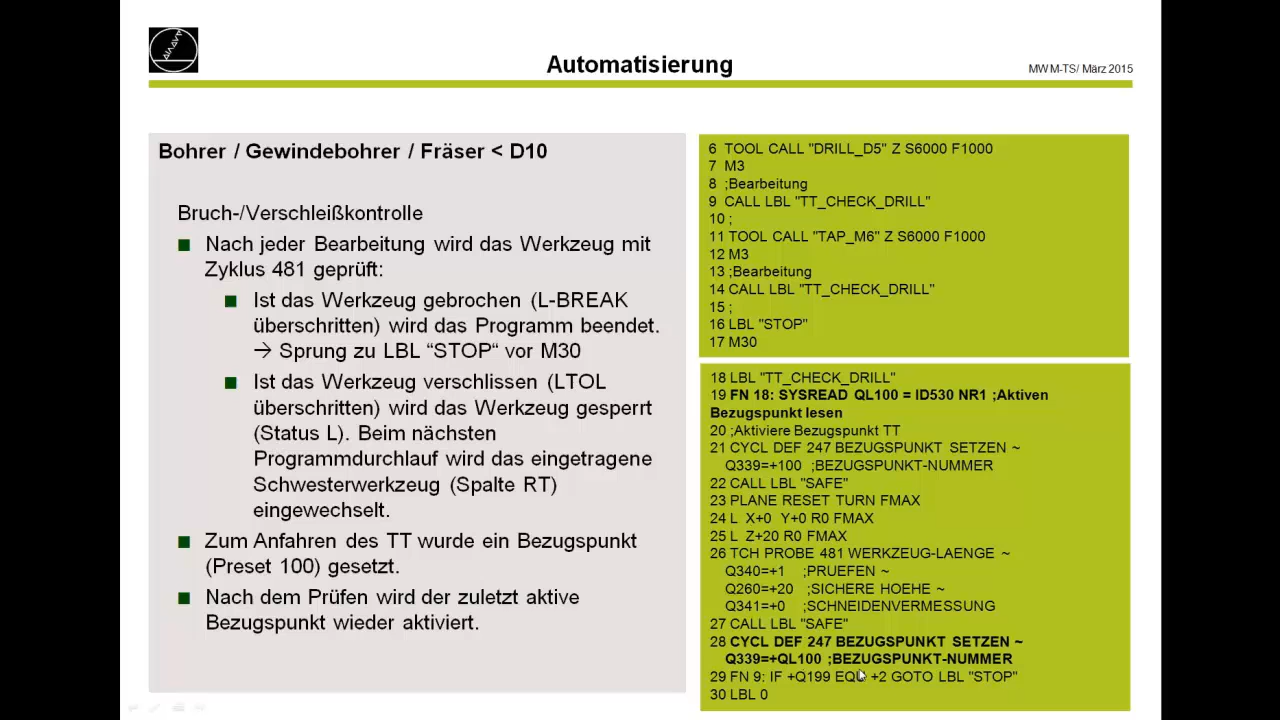 Automatisierung
MWM-TS/ März 2015
Bohrer / Gewindebohrer / Fräser < D10
Bruch-/Verschleißkontrolle
Nach jeder Bearbeitung wird das Werkzeug mit
Zyklus 481 geprüft:
Ist das Werkzeug gebrochen (L-BREAK
überschritten) wird das Programm beendet.
→ Sprung zu LBL “STOP“ vor M30
Ist das Werkzeug verschlissen (LTOL
überschritten) wird das Werkzeug gesperrt
(Status L). Beim nächsten
Programmdurchlauf wird das eingetragene
Schwesterwerkzeug (Spalte RT)
eingewechselt.
Zum Anfahren des TT wurde ein Bezugspunkt
(Preset 100) gesetzt.
Nach dem Prüfen wird der zuletzt aktive
Bezugspunkt wieder aktiviert.
6 TOOL CALL "DRILL_D5" Z S6000 F1000
7 M3
8 ;Bearbeitung
9 CALL LBL "TT_CHECK_DRILL"
10 ;
11 TOOL CALL "TAP_M6" Z S6000 F1000
12 M3
13 ;Bearbeitung
14 CALL LBL "TT_CHECK_DRILL"
15 ;
16 LBL "STOP"
17 M30
18 LBL "TT_CHECK_DRILL"
19 FN 18: SYSREAD QL100 = ID530 NR1 ;Aktiven
Bezugspunkt lesen
20 ;Aktiviere Bezugspunkt TT
21 CYCL DEF 247 BEZUGSPUNKT SETZEN ~
Q339=+100 ;BEZUGSPUNKT-NUMMER
22 CALL LBL "SAFE"
23 PLANE RESET TURN FMAX
24 L X+0 Y+0 R0 FMAX
25 L Z+20 R0 FMAX
26 TCH PROBE 481 WERKZEUG-LAENGE ~
Q340=+1 ;PRUEFEN ~
Q260=+20 ;SICHERE HOEHE ~
Q341=+0 ;SCHNEIDENVERMESSUNG
27 CALL LBL "SAFE"
28 CYCL DEF 247 BEZUGSPUNKT SETZEN ~
Q339=+QL100 ;BEZUGSPUNKT-NUMMER
29 FN 9: IF +Q199 EQU +2 GOTO LBL "STOP"
30 LBL 0